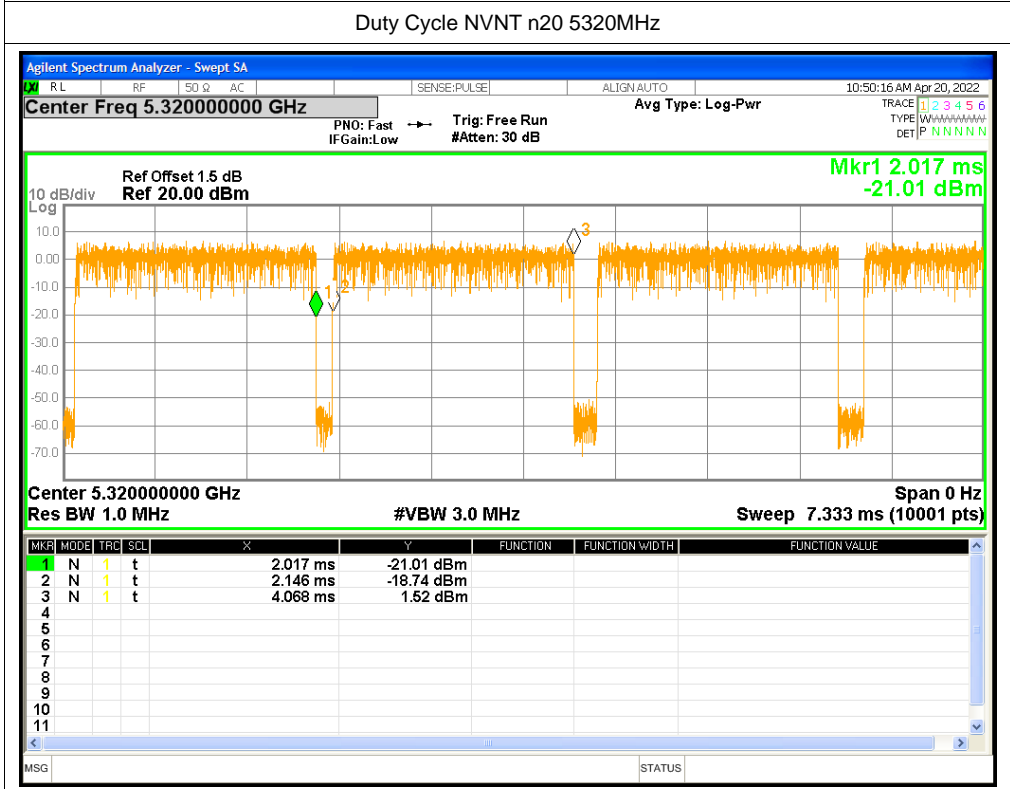 Duty Cycle NVNT n20 5320MHz
Agilent Spectrum Analyzer - Swept SA
LXI RL RF 50 Ω AC SENSE:PULSE ALIGN AUTO 10:50:16 AM Apr 20, 2022
Center Freq 5.320000000 GHz Avg Type: Log-Pwr TRACE 1 2 3 4 5 6
PNO: Fast Trig: Free Run TYPE W
IFGain:Low #Atten: 30 dB DET P N N N N N
Mkr1 2.017 ms
Ref Offset 1.5 dB
10 dB/div Ref 20.00 dBm -21.01 dBm
Log
10.0
0.00
-10.0
-20.0
-30.0
-40.0
-50.0
-60.0
-70.0
1 2 3
Center 5.320000000 GHz Span 0 Hz
Res BW 1.0 MHz #VBW 3.0 MHz Sweep 7.333 ms (10001 pts)
MKR MODE TRC SCL X Y FUNCTION FUNCTION WIDTH FUNCTION VALUE
1 N 1 t 2.017 ms -21.01 dBm
2 N 1 t 2.146 ms -18.74 dBm
3 N 1 t 4.068 ms 1.52 dBm
4
5
6
7
8
9
10
11
MSG STATUS